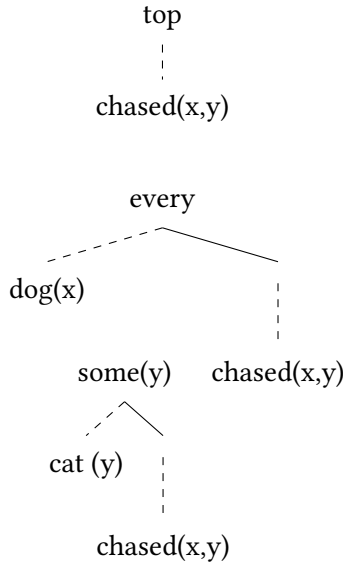 top
chased(x,y)
every
dog(x)
some(y) chased(x,y)
cat (y)
chased(x,y)